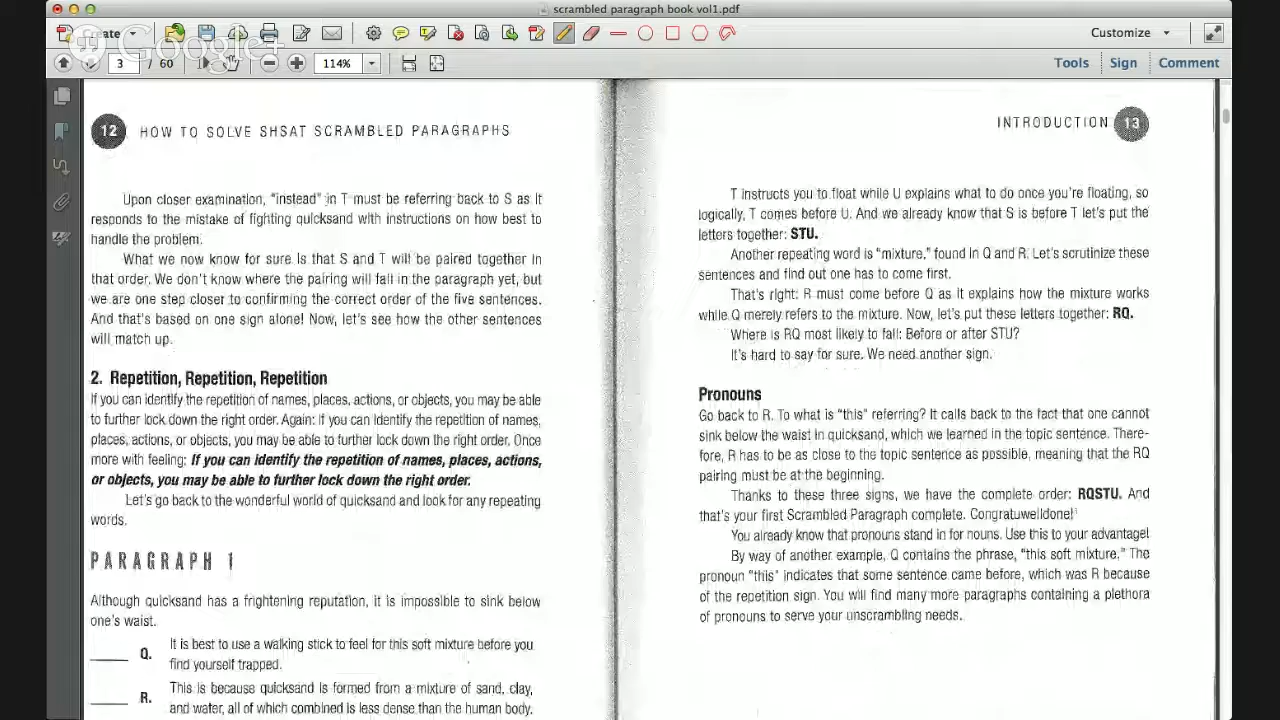 scrambled paragraph book vol1.pdf
Create
Google+
Customize
3 / 60
114%
Tools
Sign
Comment
12 HOW TO SOLVE SHSAT SCRAMBLED PARAGRAPHS
Upon closer examination, "instead" in T must be referring back to S as it
responds to the mistake of fighting quicksand with instructions on how best to
handle the problem.
What we now know for sure is that S and T will be paired together in
that order. We don't know where the pairing will fall in the paragraph yet, but
we are one step closer to confirming the correct order of the five sentences.
And that's based on one sign alone! Now, let's see how the other sentences
will match up.
2. Repetition, Repetition, Repetition
If you can identify the repetition of names, places, actions, or objects, you may be able
to further lock down the right order. Again: If you can identify the repetition of names,
places, actions, or objects, you may be able to further lock down the right order. Once
more with feeling: If you can identify the repetition of names, places, actions,
or objects, you may be able to further lock down the right order.
Let's go back to the wonderful world of quicksand and look for any repeating
words.
PARAGRAPH 1
Although quicksand has a frightening reputation, it is impossible to sink below
one's waist.
Q. It is best to use a walking stick to feel for this soft mixture before you
find yourself trapped.
R. This is because quicksand is formed from a mixture of sand, clay,
and water, all of which combined is less dense than the human body.
INTRODUCTION 13
T instructs you to float while U explains what to do once you're floating, so
logically, T comes before U. And we already know that S is before T let's put the
letters together: STU.
Another repeating word is "mixture," found in Q and R. Let's scrutinize these
sentences and find out one has to come first.
That's right: R must come before Q as it explains how the mixture works
while Q merely refers to the mixture. Now, let's put these letters together: RQ.
Where is RQ most likely to fall: Before or after STU?
It's hard to say for sure. We need another sign.
Pronouns
Go back to R. To what is "this" referring? It calls back to the fact that one cannot
sink below the waist in quicksand, which we learned in the topic sentence. There-
fore, R has to be as close to the topic sentence as possible, meaning that the RQ
pairing must be at the beginning.
Thanks to these three signs, we have the complete order: RQSTU. And
that's your first Scrambled Paragraph complete. Congratuwelldone!
You already know that pronouns stand in for nouns. Use this to your advantage!
By way of another example, Q contains the phrase, "this soft mixture." The
pronoun "this" indicates that some sentence came before, which was R because
of the repetition sign. You will find many more paragraphs containing a plethora
of pronouns to serve your unscrambling needs.